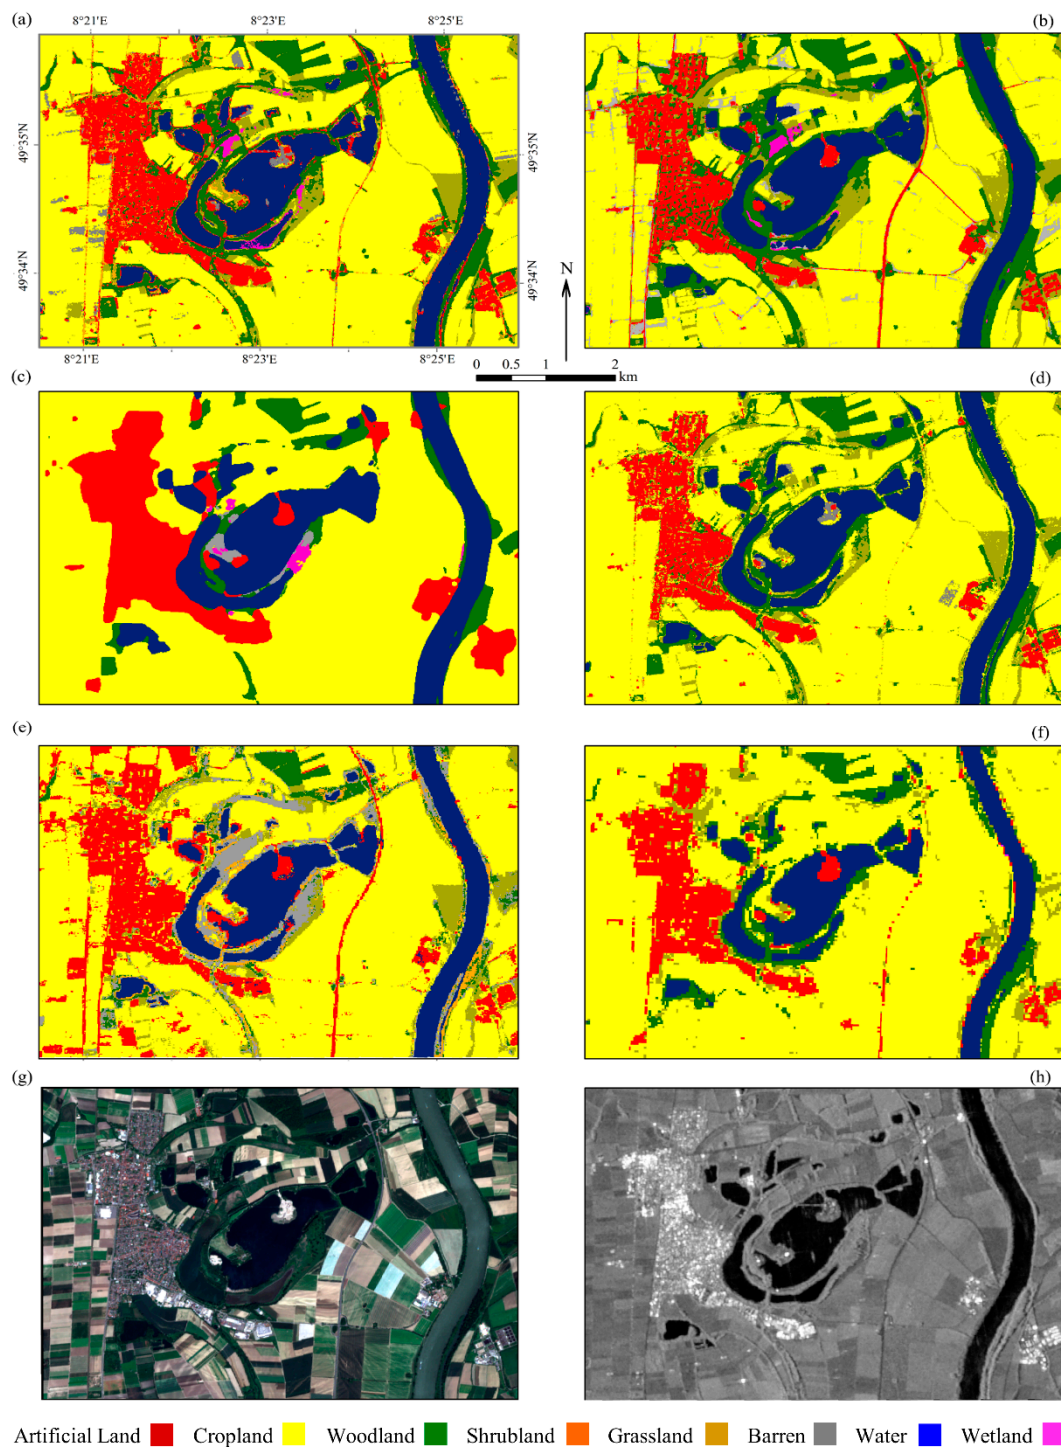 (a)
8°21'E
8°23'E
8°25'E
(b)
49°35'N
49°35'N
49°34'N
49°34'N
N
8°21'E
8°23'E
8°25'E
0 0.5 1 2
km
(c)
(d)
(e)
(f)
(g)
(h)
Artificial Land Cropland Woodland Shrubland Grassland Barren Water Wetland